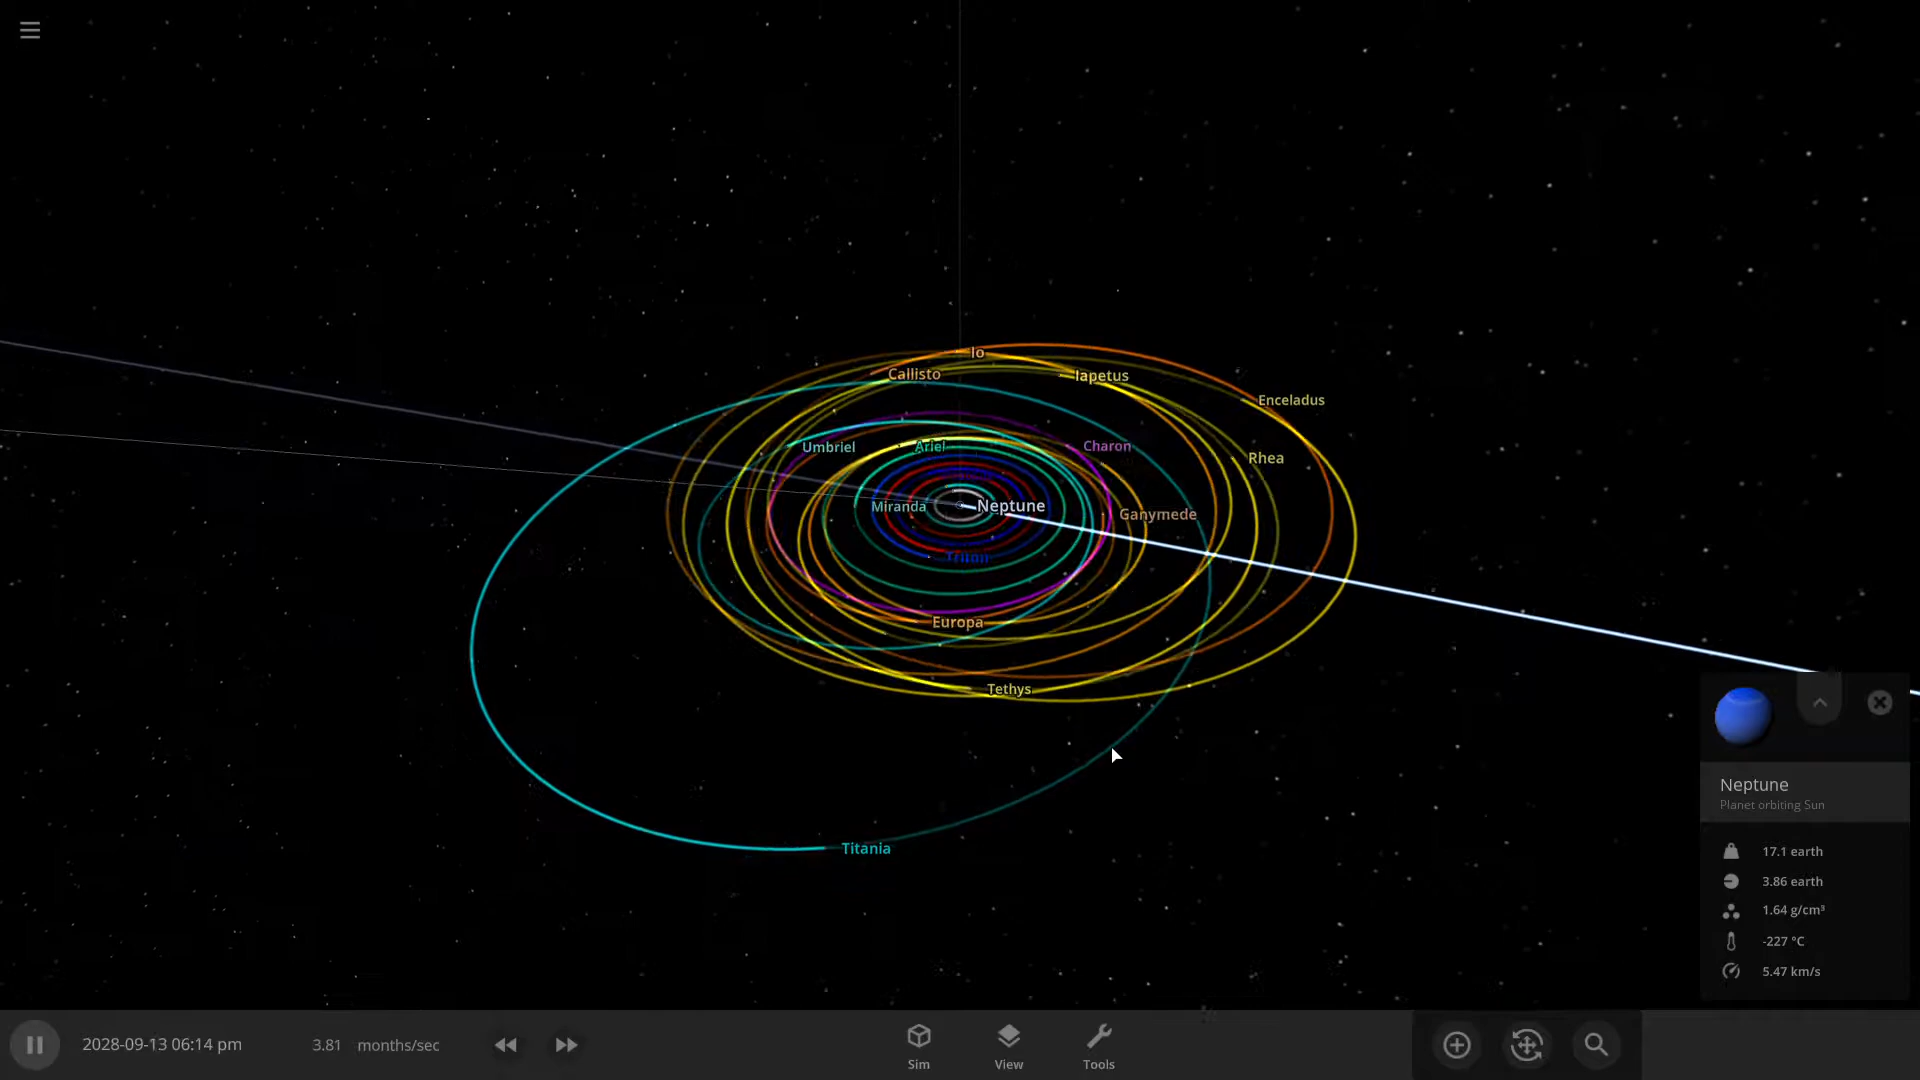 Io
Callisto
Iapetus
Enceladus
Umbriel
Ariel
Charon
Rhea
Miranda
Neptune
Ganymede
Triton
Europa
Tethys
Titania
Neptune
Planet orbiting Sun
17.1 earth
3.86 earth
1.64 g/cm³
-227 °C
5.47 km/s
2028-09-13 06:14 pm
3.81 months/sec
Sim
View
Tools